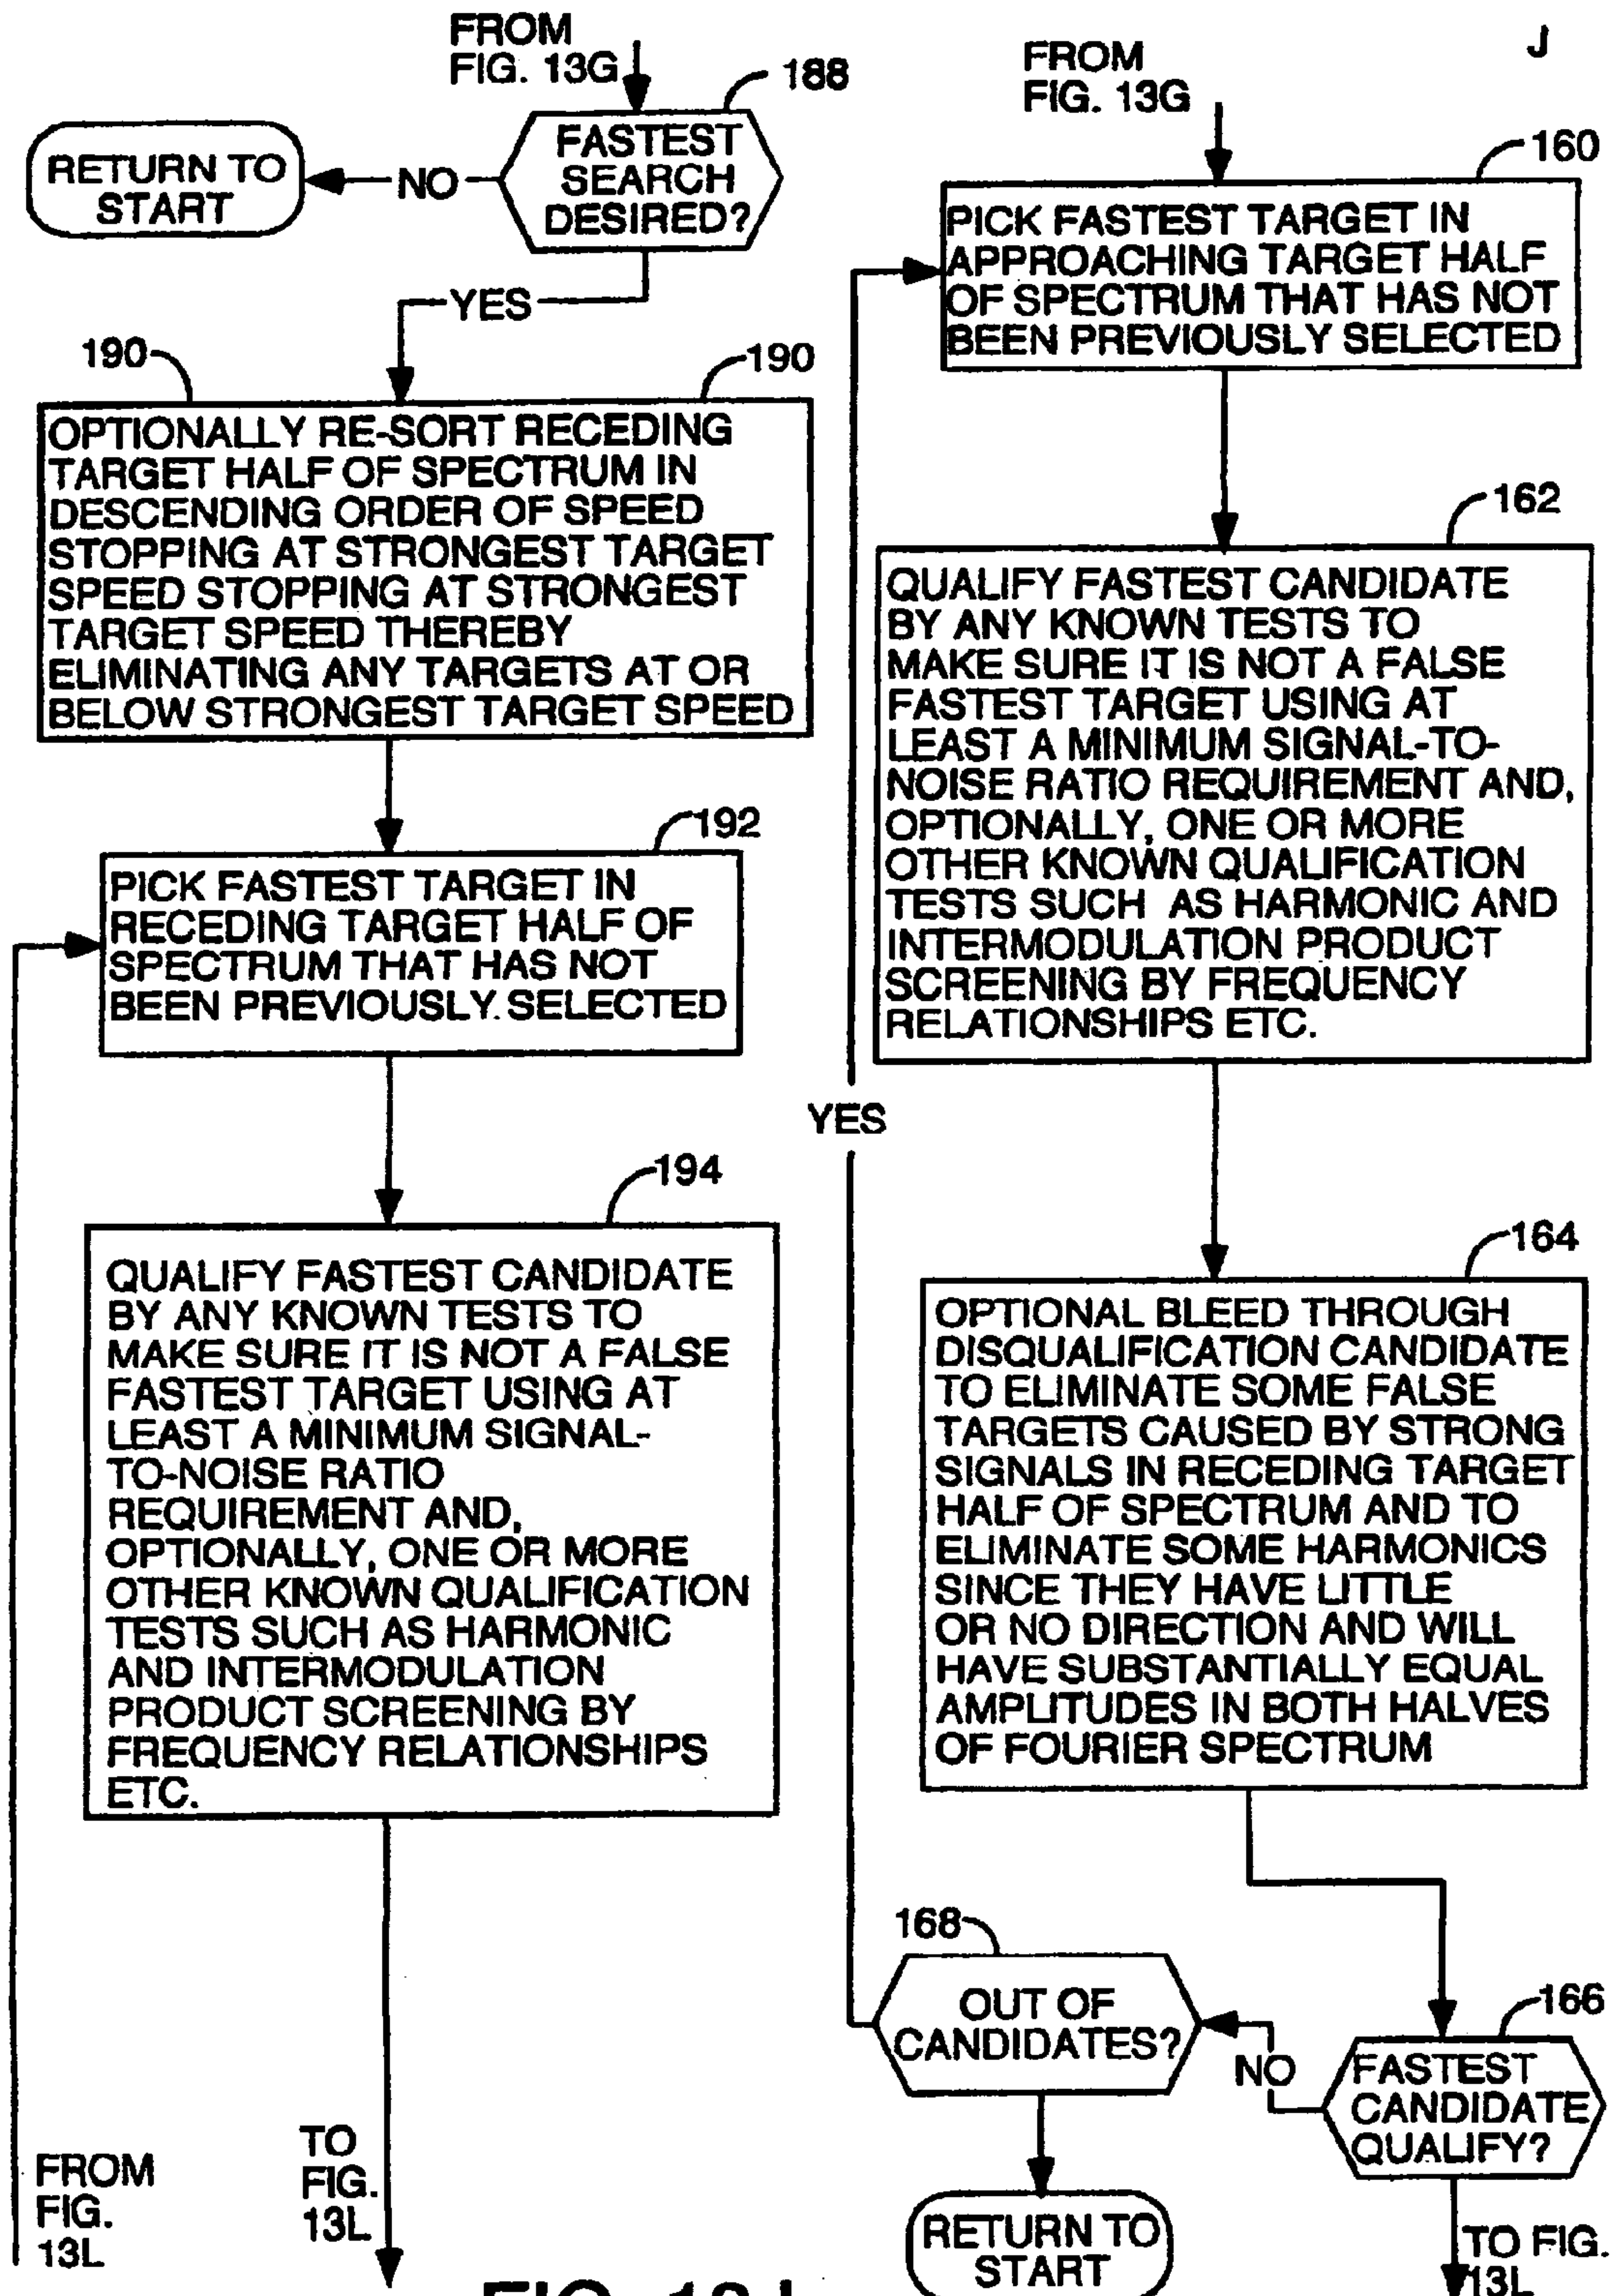 FROM
FIG. 13G
188
FASTEST
SEARCH
DESIRED?
NO
RETURN TO
START
YES
190
190
OPTIONALLY RE-SORT RECEDING
TARGET HALF OF SPECTRUM IN
DESCENDING ORDER OF SPEED
STOPPING AT STRONGEST TARGET
SPEED STOPPING AT STRONGEST
TARGET SPEED THEREBY
ELIMINATING ANY TARGETS AT OR
BELOW STRONGEST TARGET SPEED
192
PICK FASTEST TARGET IN
RECEDING TARGET HALF OF
SPECTRUM THAT HAS NOT
BEEN PREVIOUSLY SELECTED
194
QUALIFY FASTEST CANDIDATE
BY ANY KNOWN TESTS TO
MAKE SURE IT IS NOT A FALSE
FASTEST TARGET USING AT
LEAST A MINIMUM SIGNAL-
TO-NOISE RATIO
REQUIREMENT AND,
OPTIONALLY, ONE OR MORE
OTHER KNOWN QUALIFICATION
TESTS SUCH AS HARMONIC
AND INTERMODULATION
PRODUCT SCREENING BY
FREQUENCY RELATIONSHIPS
ETC.
FROM
FIG.
13L
TO
FIG.
13L
J
FROM
FIG. 13G
160
PICK FASTEST TARGET IN
APPROACHING TARGET HALF
OF SPECTRUM THAT HAS NOT
BEEN PREVIOUSLY SELECTED
162
QUALIFY FASTEST CANDIDATE
BY ANY KNOWN TESTS TO
MAKE SURE IT IS NOT A FALSE
FASTEST TARGET USING AT
LEAST A MINIMUM SIGNAL-TO-
NOISE RATIO REQUIREMENT AND,
OPTIONALLY, ONE OR MORE
OTHER KNOWN QUALIFICATION
TESTS SUCH AS HARMONIC AND
INTERMODULATION PRODUCT
SCREENING BY FREQUENCY
RELATIONSHIPS ETC.
YES
164
OPTIONAL BLEED THROUGH
DISQUALIFICATION CANDIDATE
TO ELIMINATE SOME FALSE
TARGETS CAUSED BY STRONG
SIGNALS IN RECEDING TARGET
HALF OF SPECTRUM AND TO
ELIMINATE SOME HARMONICS
SINCE THEY HAVE LITTLE
OR NO DIRECTION AND WILL
HAVE SUBSTANTIALLY EQUAL
AMPLITUDES IN BOTH HALVES
OF FOURIER SPECTRUM
168
OUT OF
CANDIDATES?
NO
166
FASTEST
CANDIDATE
QUALIFY?
RETURN TO
START
TO FIG.
13L